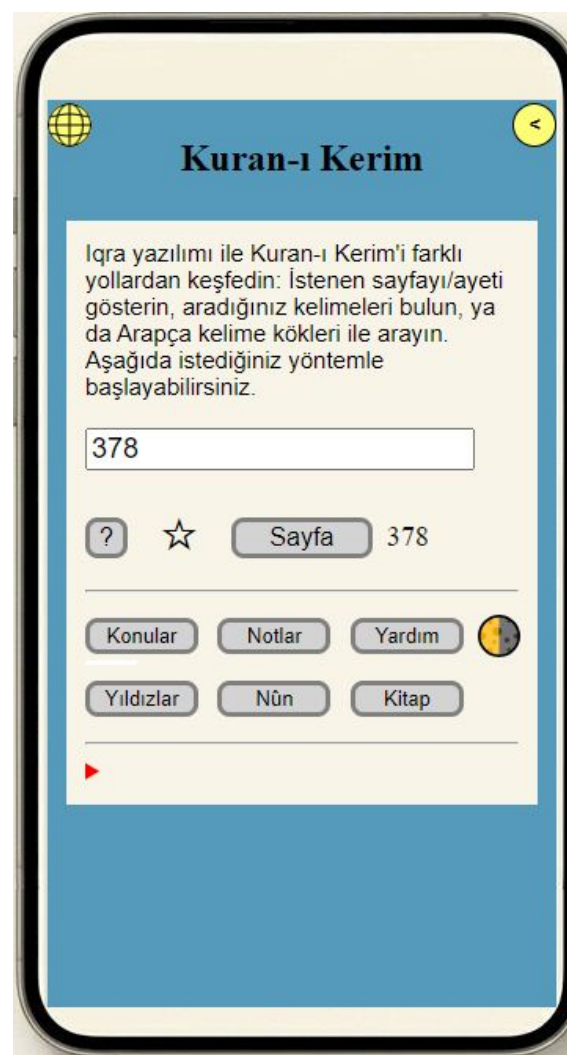 <
Kuran-ı Kerim
Iqra yazılımı ile Kuran-ı Kerim'i farklı
yollardan keşfedin: İstenen sayfayı/ayeti
gösterin, aradığınız kelimeleri bulun, ya
da Arapça kelime kökleri ile arayın.
Aşağıda istediğiniz yöntemle
başlayabilirsiniz.
378
? Sayfa 378
Konular Notlar Yardım
Yıldızlar Nûn Kitap